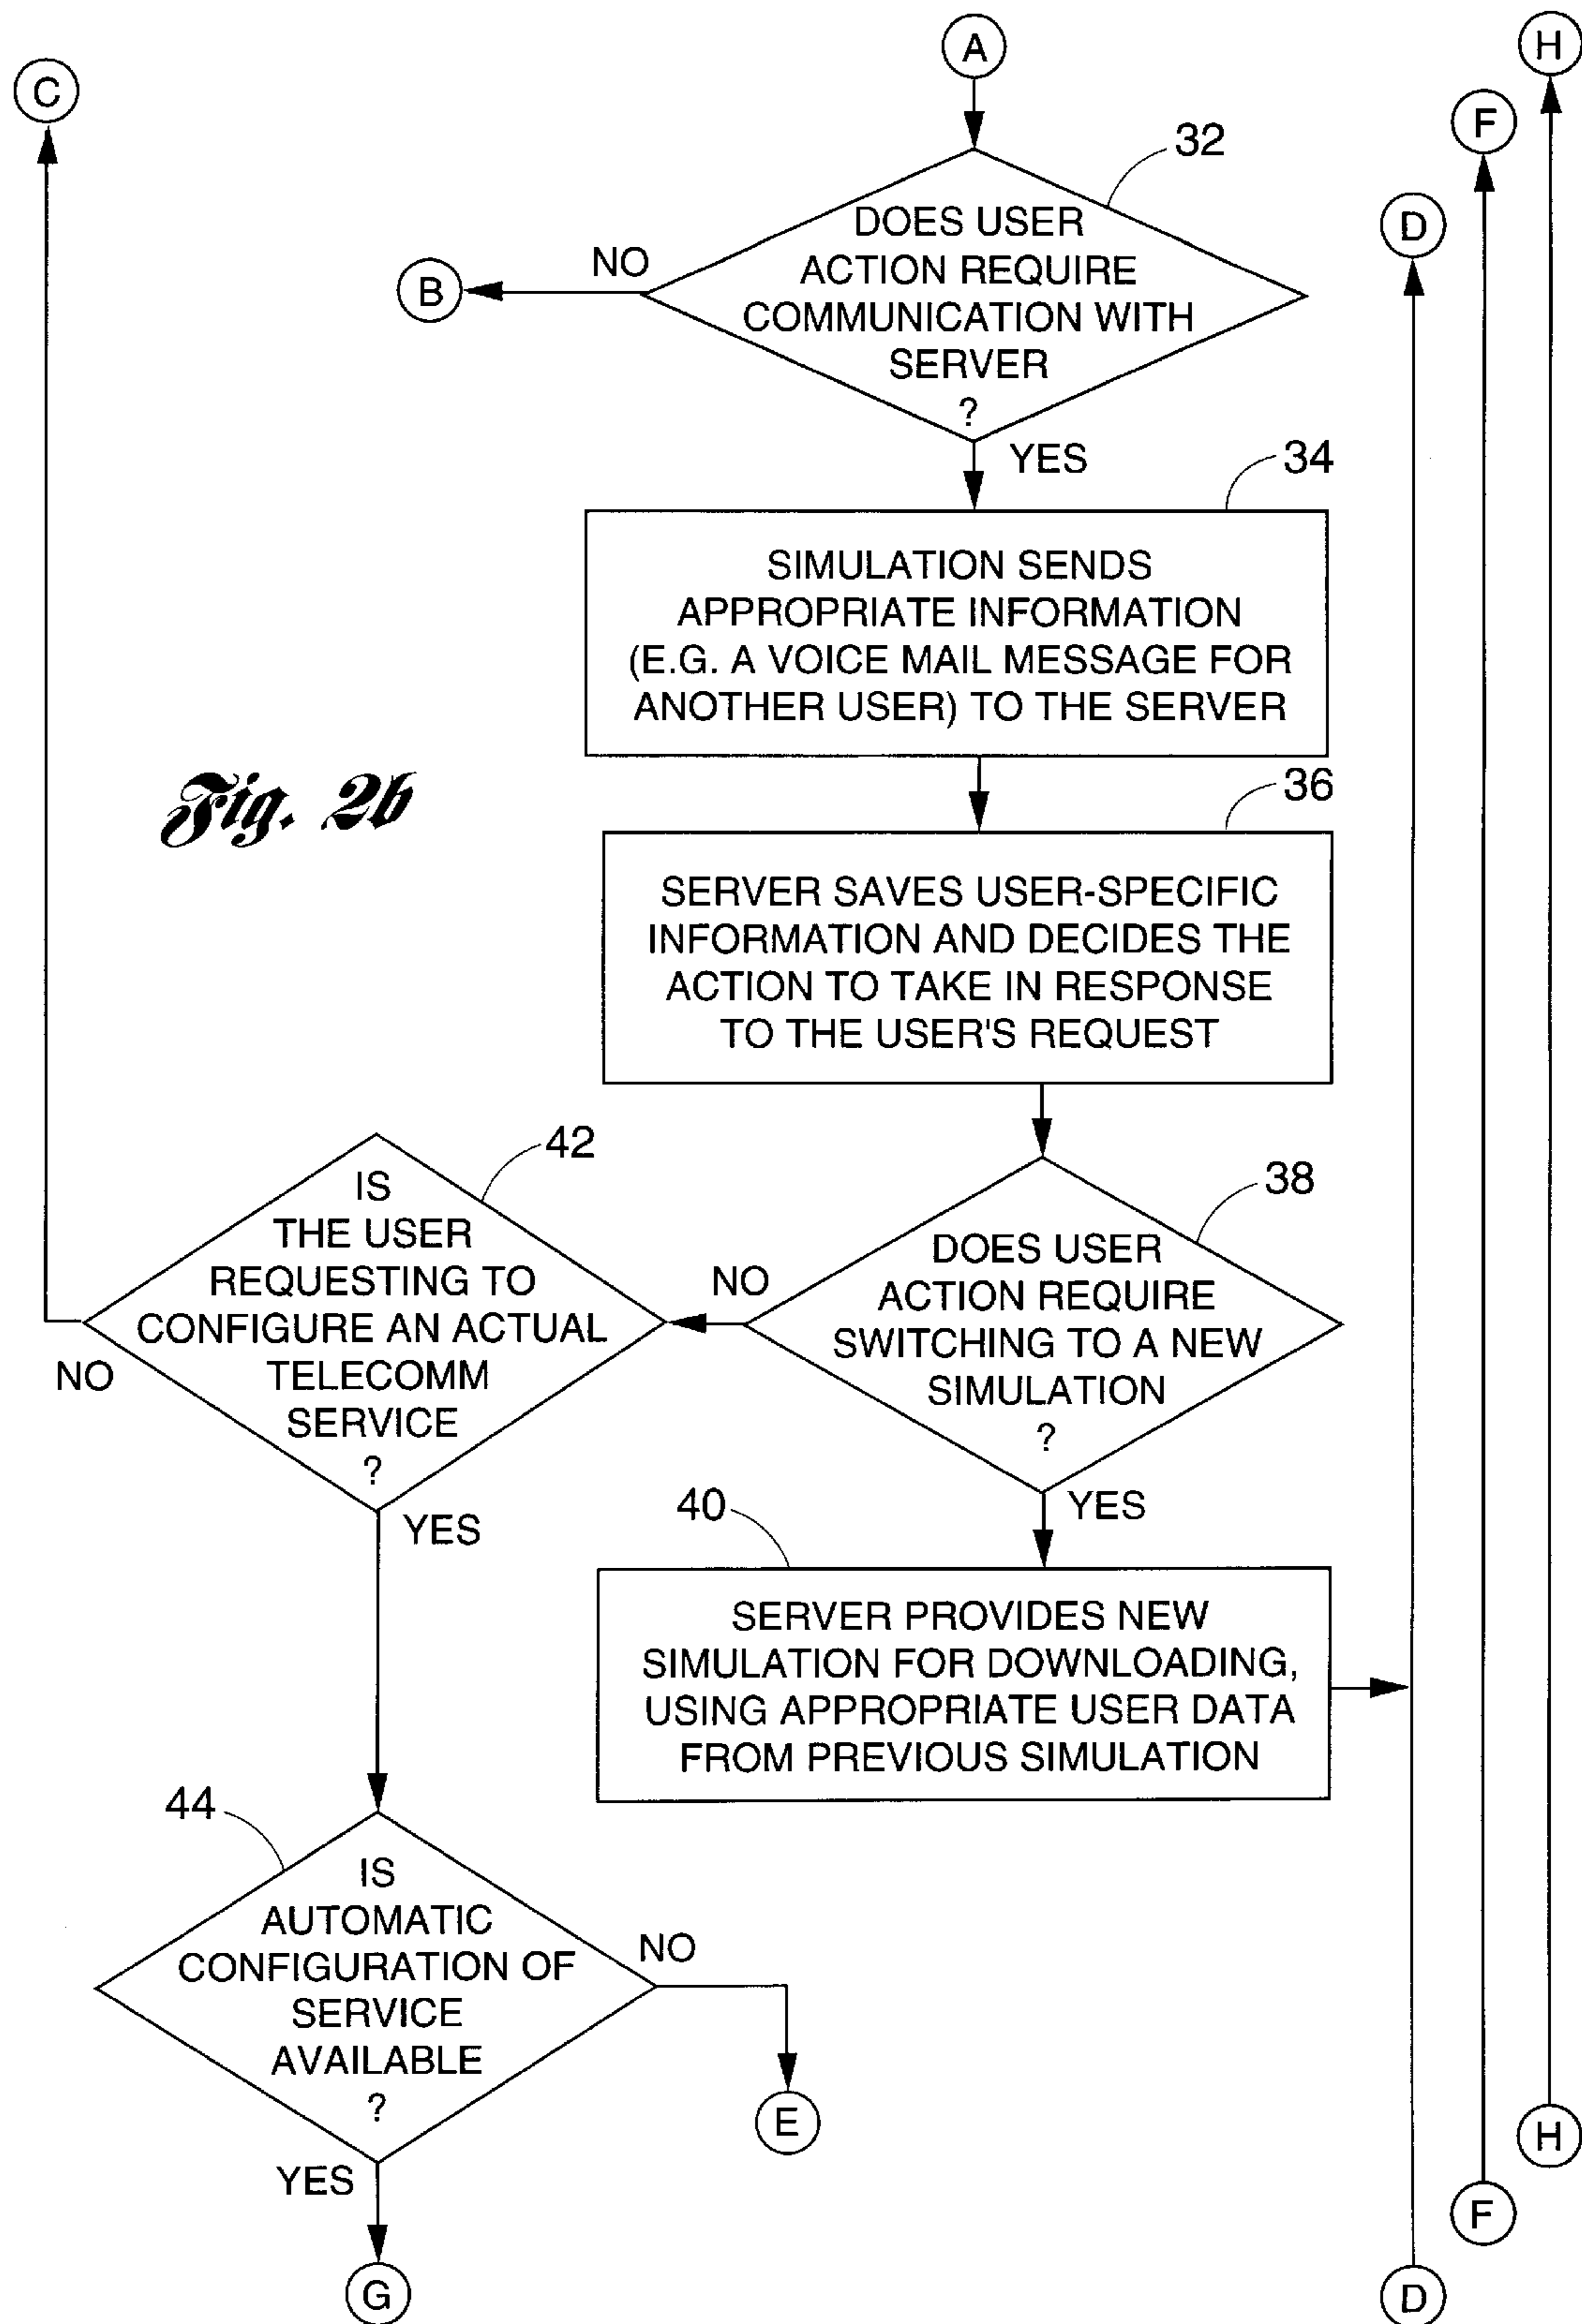 A
H
C
F
32
D
DOES USER
ACTION REQUIRE
COMMUNICATION WITH
SERVER
?
NO
B
YES
34
SIMULATION SENDS
APPROPRIATE INFORMATION
(E.G. A VOICE MAIL MESSAGE FOR
ANOTHER USER) TO THE SERVER
Fig. 2b
36
SERVER SAVES USER-SPECIFIC
INFORMATION AND DECIDES THE
ACTION TO TAKE IN RESPONSE
TO THE USER'S REQUEST
42
38
IS
THE USER
REQUESTING TO
CONFIGURE AN ACTUAL
TELECOMM
SERVICE
?
NO
NO
DOES USER
ACTION REQUIRE
SWITCHING TO A NEW
SIMULATION
?
YES
YES
40
SERVER PROVIDES NEW
SIMULATION FOR DOWNLOADING,
USING APPROPRIATE USER DATA
FROM PREVIOUS SIMULATION
44
IS
AUTOMATIC
CONFIGURATION OF
SERVICE
AVAILABLE
?
NO
E
H
YES
F
G
D